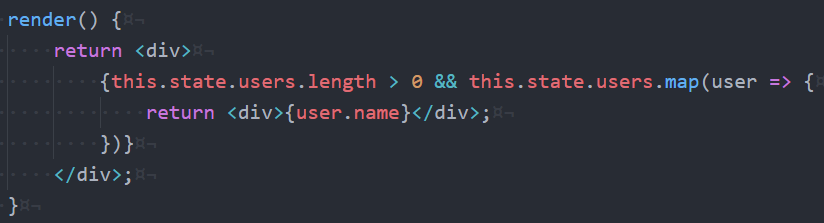 render() {
    return <div>
        {this.state.users.length > 0 && this.state.users.map(user => {
            return <div>{user.name}</div>;
        })}
    </div>;
}